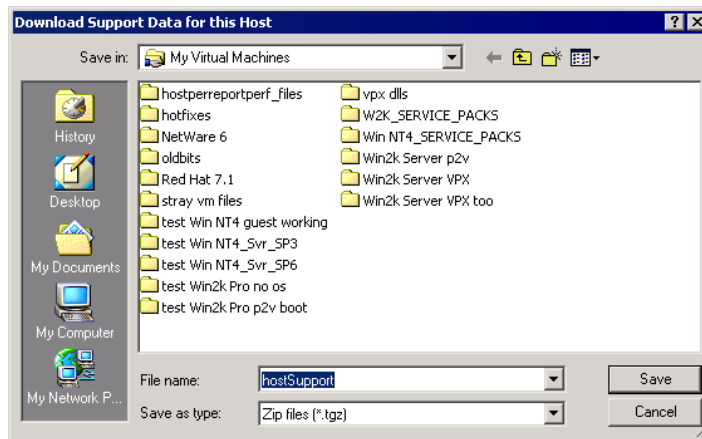 Download Support Data for this Host
Save in: My Virtual Machines
History
Desktop
My Documents
My Computer
My Network P...
hostperreportperf_files
hotfixes
NetWare 6
oldbits
Red Hat 7.1
stray vm files
test Win NT4 guest working
test Win NT4_Svr_SP3
test Win NT4_Svr_SP6
test Win2k Pro no os
test Win2k Pro p2v boot
vpx dlls
W2K_SERVICE_PACKS
Win NT4_SERVICE_PACKS
Win2k Server p2v
Win2k Server VPX
Win2k Server VPX too
File name: hostSupport Save
Save as type: Zip files (*.tgz) Cancel